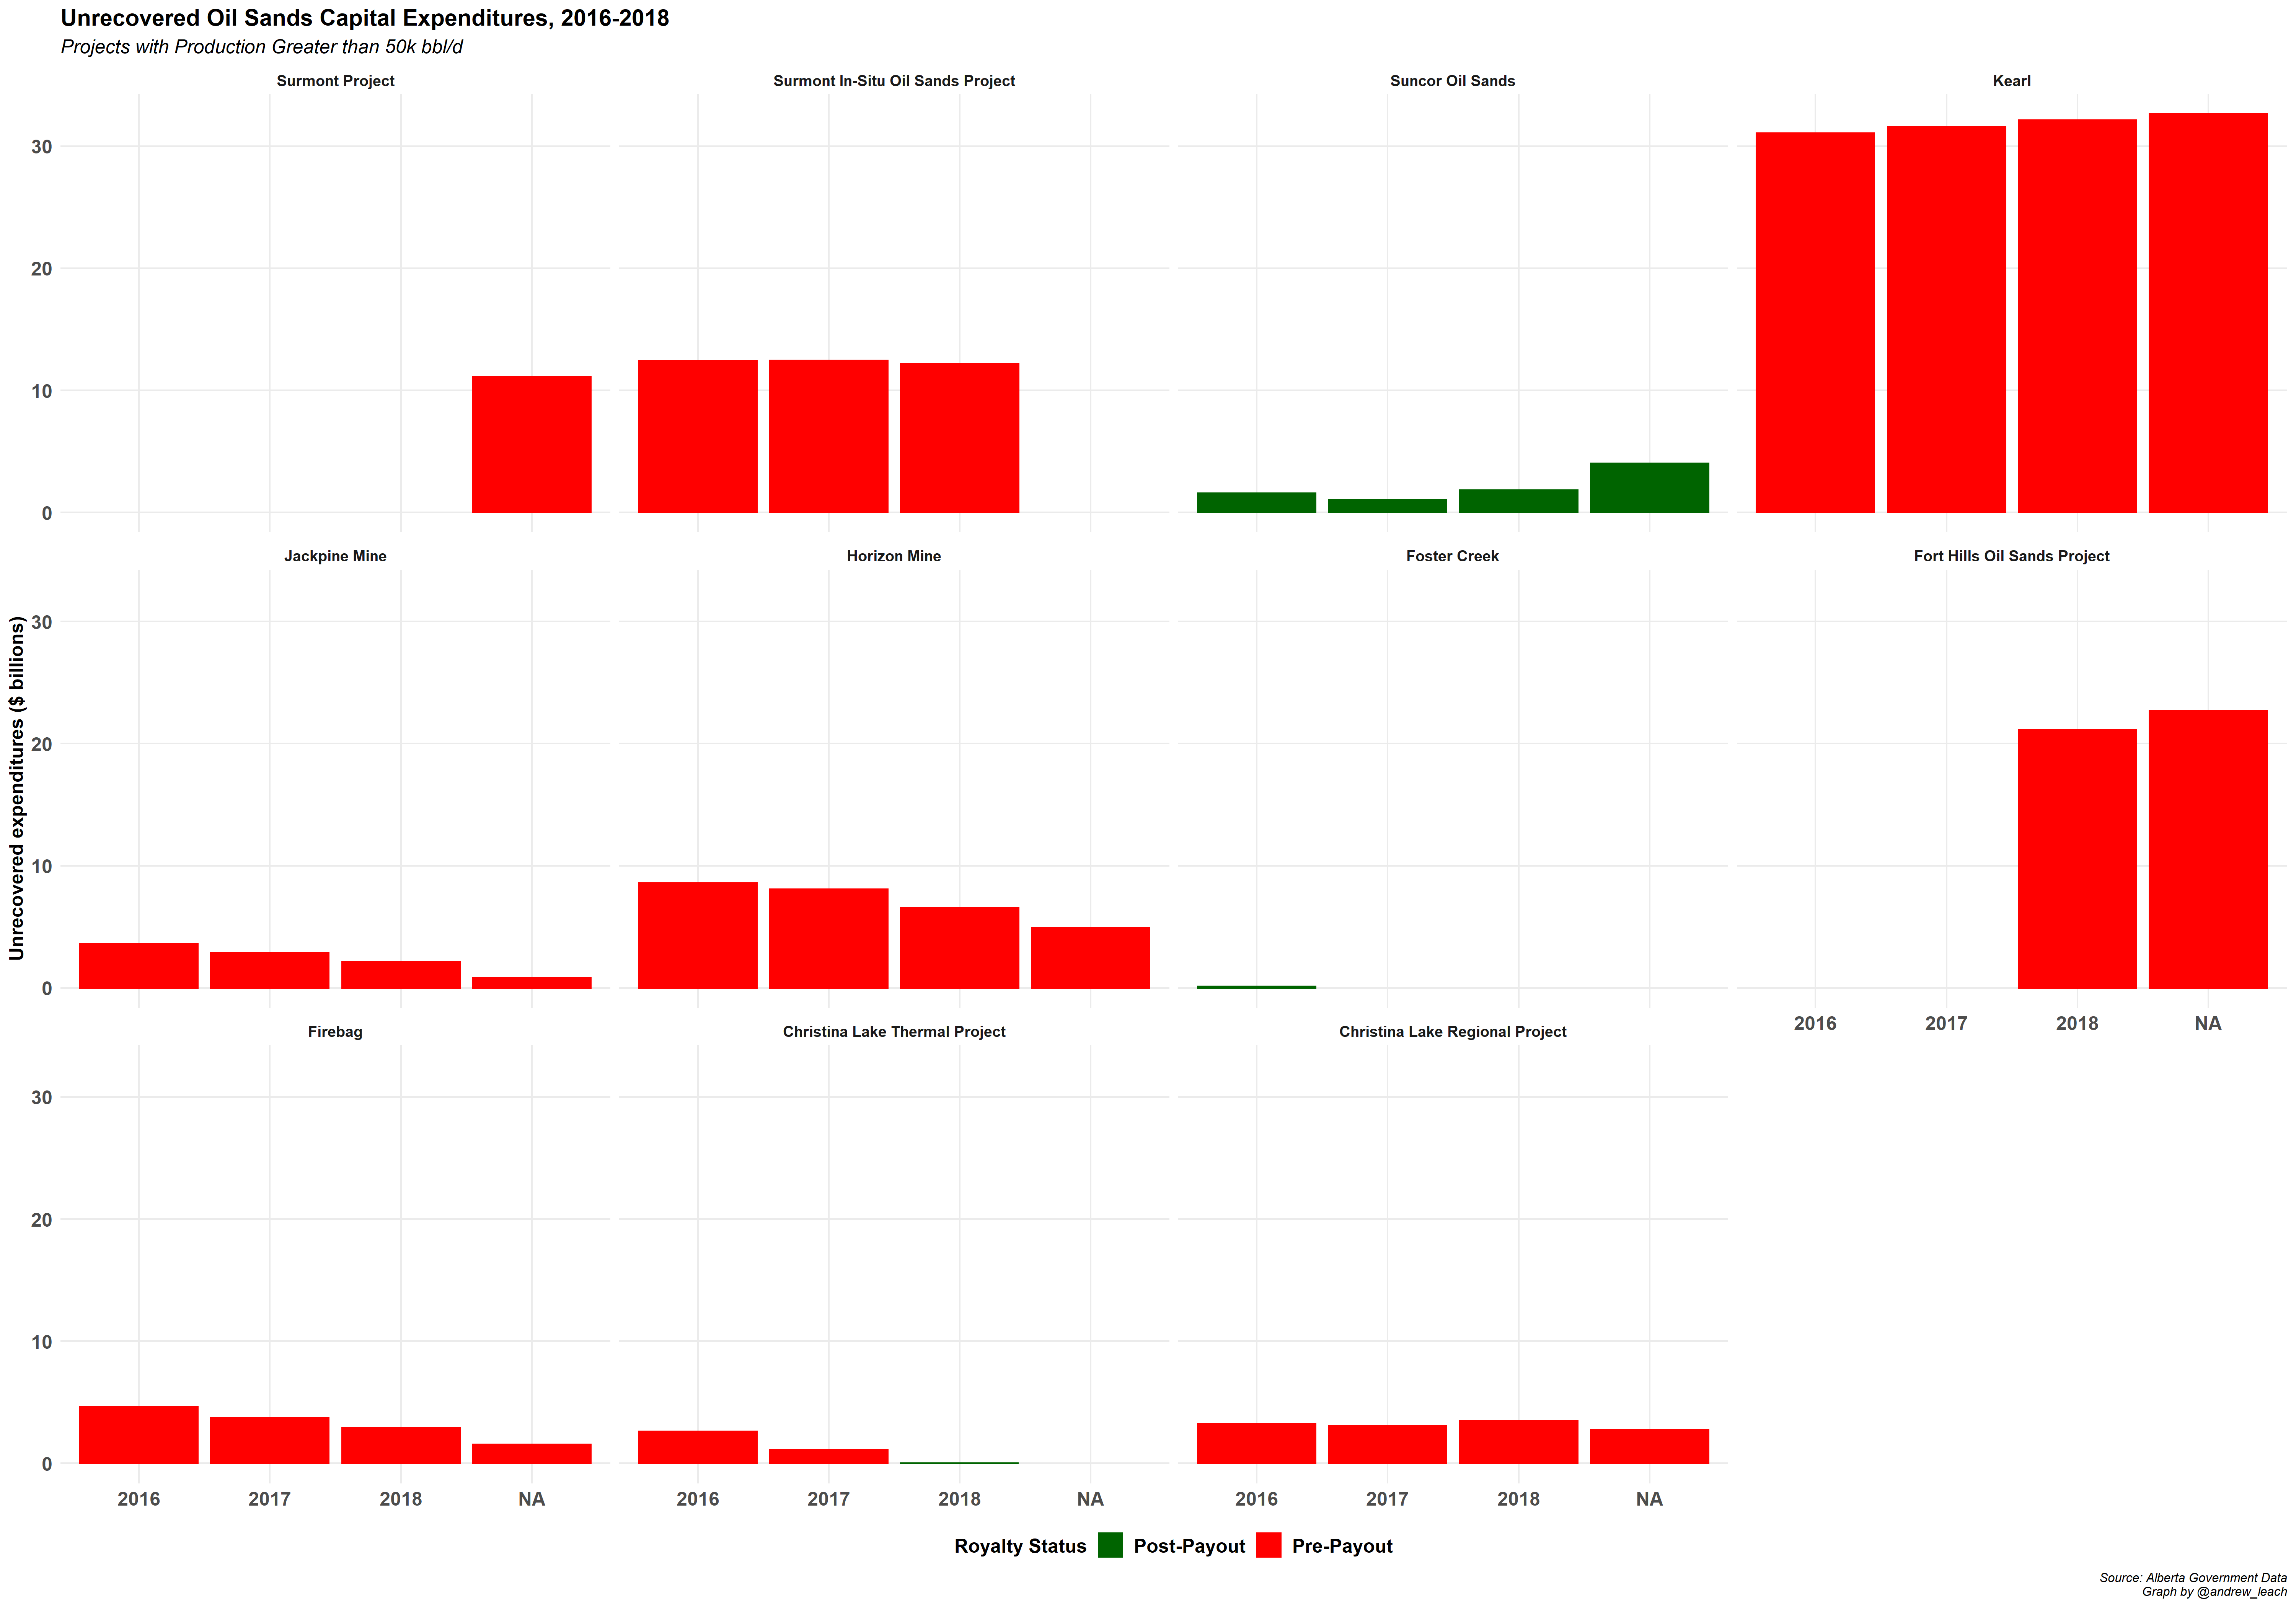 Unrecovered Oil Sands Capital Expenditures, 2016-2018
Projects with Production Greater than 50k bbl/d
Surmont Project
Surmont In-Situ Oil Sands Project
Suncor Oil Sands
Kearl
30
20
10
0
Jackpine Mine
Horizon Mine
Foster Creek
Fort Hills Oil Sands Project
Unrecovered expenditures ($ billions)
30
20
10
0
2016 2017 2018 NA
Firebag
Christina Lake Thermal Project
Christina Lake Regional Project
30
20
10
0
2016 2017 2018 NA
2016 2017 2018 NA
2016 2017 2018 NA
Royalty Status Post-Payout Pre-Payout
Source: Alberta Government Data
Graph by @andrew_leach